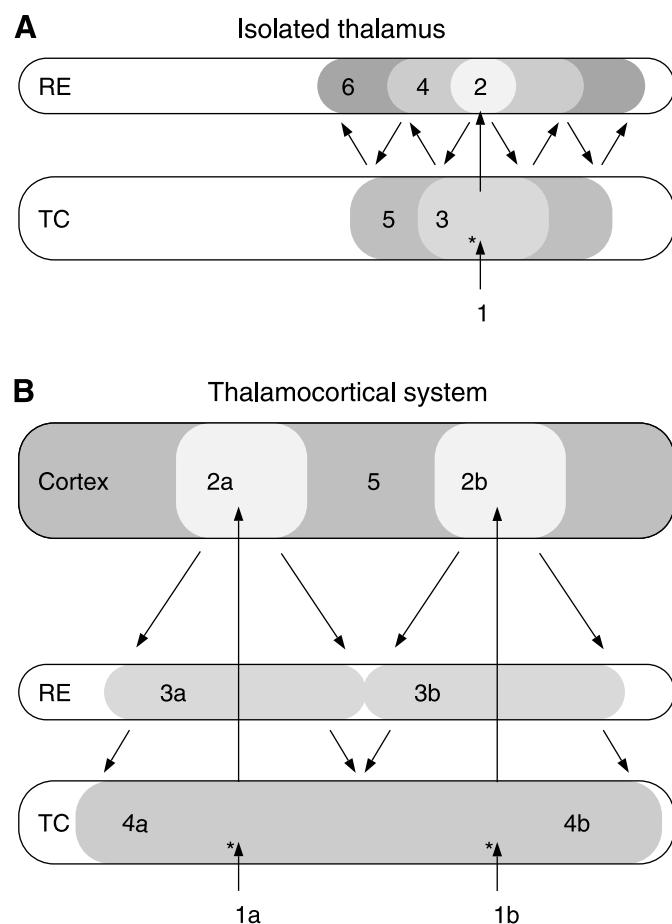 A
Isolated thalamus
RE 6 4 2
TC 5 3
*
1
B
Thalamocortical system
Cortex 2a 5 2b
RE 3a 3b
TC 4a 4b
* *
1a 1b